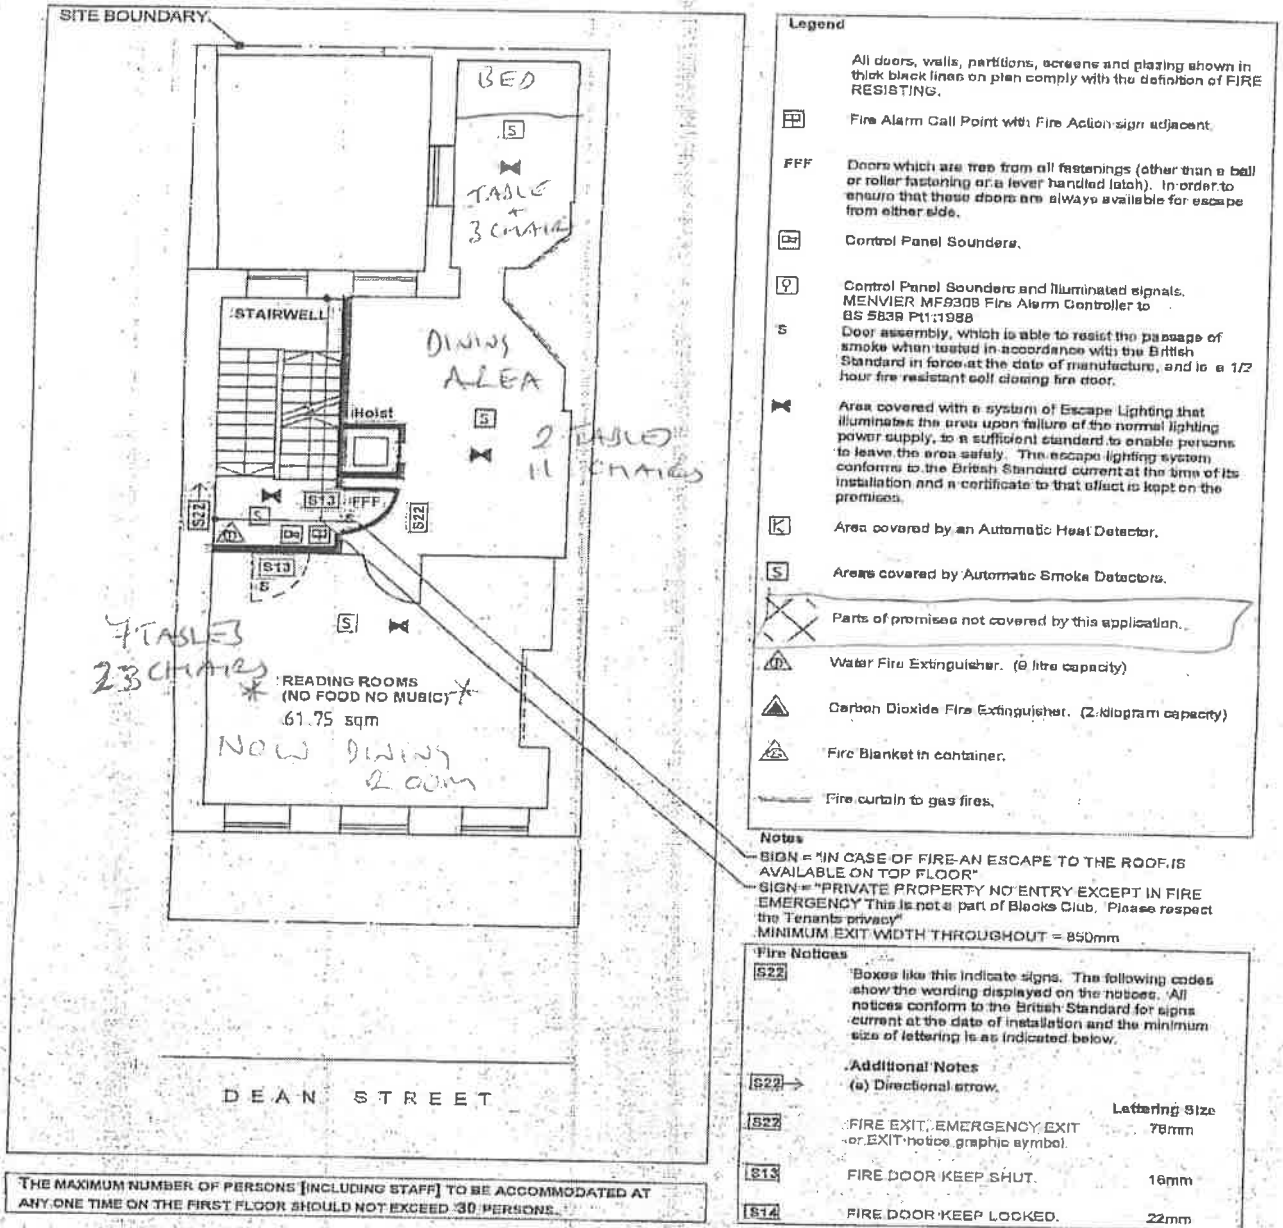 SITE BOUNDARY.
BED
S
TABLE
+
3 CHAIRS
STAIRWELL
DINING
AREA
Hoist
S
2 TABLES
11 CHAIRS
S22
S13
FFF
S
S
S22
S13
S
S
7 TABLES
23 CHAIRS
* READING ROOMS
(NO FOOD NO MUSIC) *
61.75 sqm
NOW DINING
ROOM
DEAN STREET
THE MAXIMUM NUMBER OF PERSONS [INCLUDING STAFF] TO BE ACCOMMODATED AT
ANY ONE TIME ON THE FIRST FLOOR SHOULD NOT EXCEED 30 PERSONS.
Legend
All doors, walls, partitions, screens and glazing shown in
thick black lines on plan comply with the definition of FIRE
RESISTING.
Fire Alarm Call Point with Fire Action sign adjacent.
FFF Doors which are free from all fastenings (other than a ball
or roller fastening or a lever handled latch). In order to
ensure that these doors are always available for escape
from either side.
Control Panel Sounders.
Control Panel Sounders and illuminated signals.
MENVIER MF9308 Fire Alarm Controller to
BS 5839 Pt1:1988
S Door assembly, which is able to resist the passage of
smoke when tested in accordance with the British
Standard in force at the date of manufacture, and is a 1/2
hour fire resistant self closing fire door.
Area covered with a system of Escape Lighting that
illuminates the area upon failure of the normal lighting
power supply, to a sufficient standard to enable persons
to leave the area safely. The escape lighting system
conforms to the British Standard current at the time of its
installation and a certificate to that effect is kept on the
premises.
Area covered by an Automatic Heat Detector.
S Areas covered by Automatic Smoke Detectors.
Parts of premises not covered by this application.
Water Fire Extinguisher. (9 litre capacity)
Carbon Dioxide Fire Extinguisher. (2 kilogram capacity)
Fire Blanket in container.
Fire curtain to gas fires.
Notes
SIGN = "IN CASE OF FIRE AN ESCAPE TO THE ROOF IS
AVAILABLE ON TOP FLOOR"
SIGN = "PRIVATE PROPERTY NO ENTRY EXCEPT IN FIRE
EMERGENCY This is not a part of Blacks Club. Please respect
the Tenants privacy"
MINIMUM EXIT WIDTH THROUGHOUT = 850mm
Fire Notices
S22 Boxes like this indicate signs. The following codes
show the wording displayed on the notices. All
notices conform to the British Standard for signs
current at the date of installation and the minimum
size of lettering is as indicated below.
Additional Notes
S22 (a) Directional arrow.
Lettering Size
S22 FIRE EXIT, EMERGENCY EXIT 76mm
or EXIT notice graphic symbol.
S13 FIRE DOOR KEEP SHUT. 16mm
S14 FIRE DOOR KEEP LOCKED. 22mm